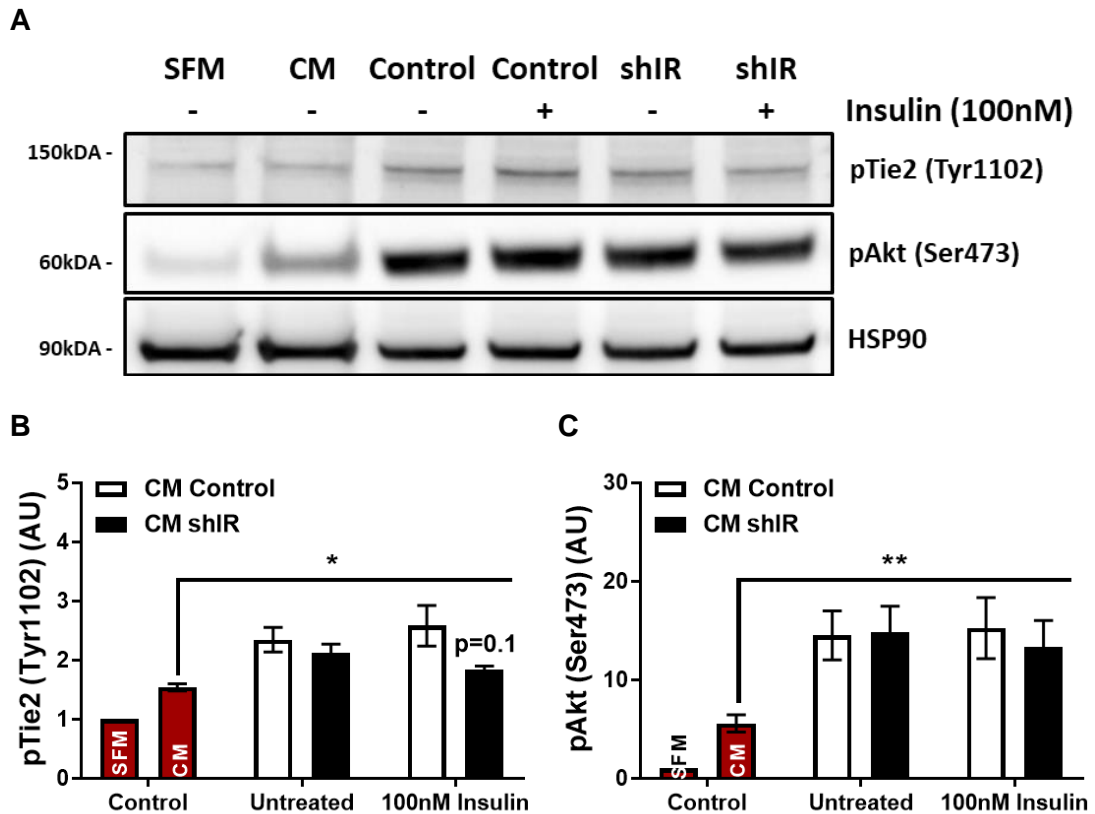 A
SFM CM Control Control shIR shIR
- - - + - + Insulin (100nM)
150kDA - pTie2 (Tyr1102)
60kDA - pAkt (Ser473)
90kDA - HSP90
B
pTie2 (Tyr1102) (AU)
5
4
3
2
1
0
CM Control
CM shIR
*
p=0.1
SFM
CM
Control Untreated 100nM Insulin
C
pAkt (Ser473) (AU)
30
20
10
0
CM Control
CM shIR
**
SFM
CM
Control Untreated 100nM Insulin